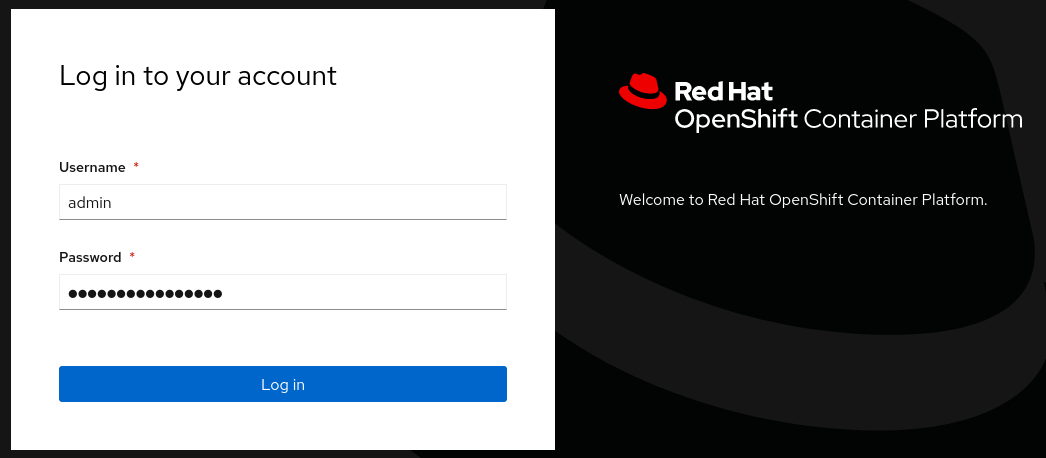 Log in to your account
Username *
admin
Password *
●●●●●●●●●●●●●●●●
Log in
Red Hat
OpenShift Container Platform
Welcome to Red Hat OpenShift Container Platform.